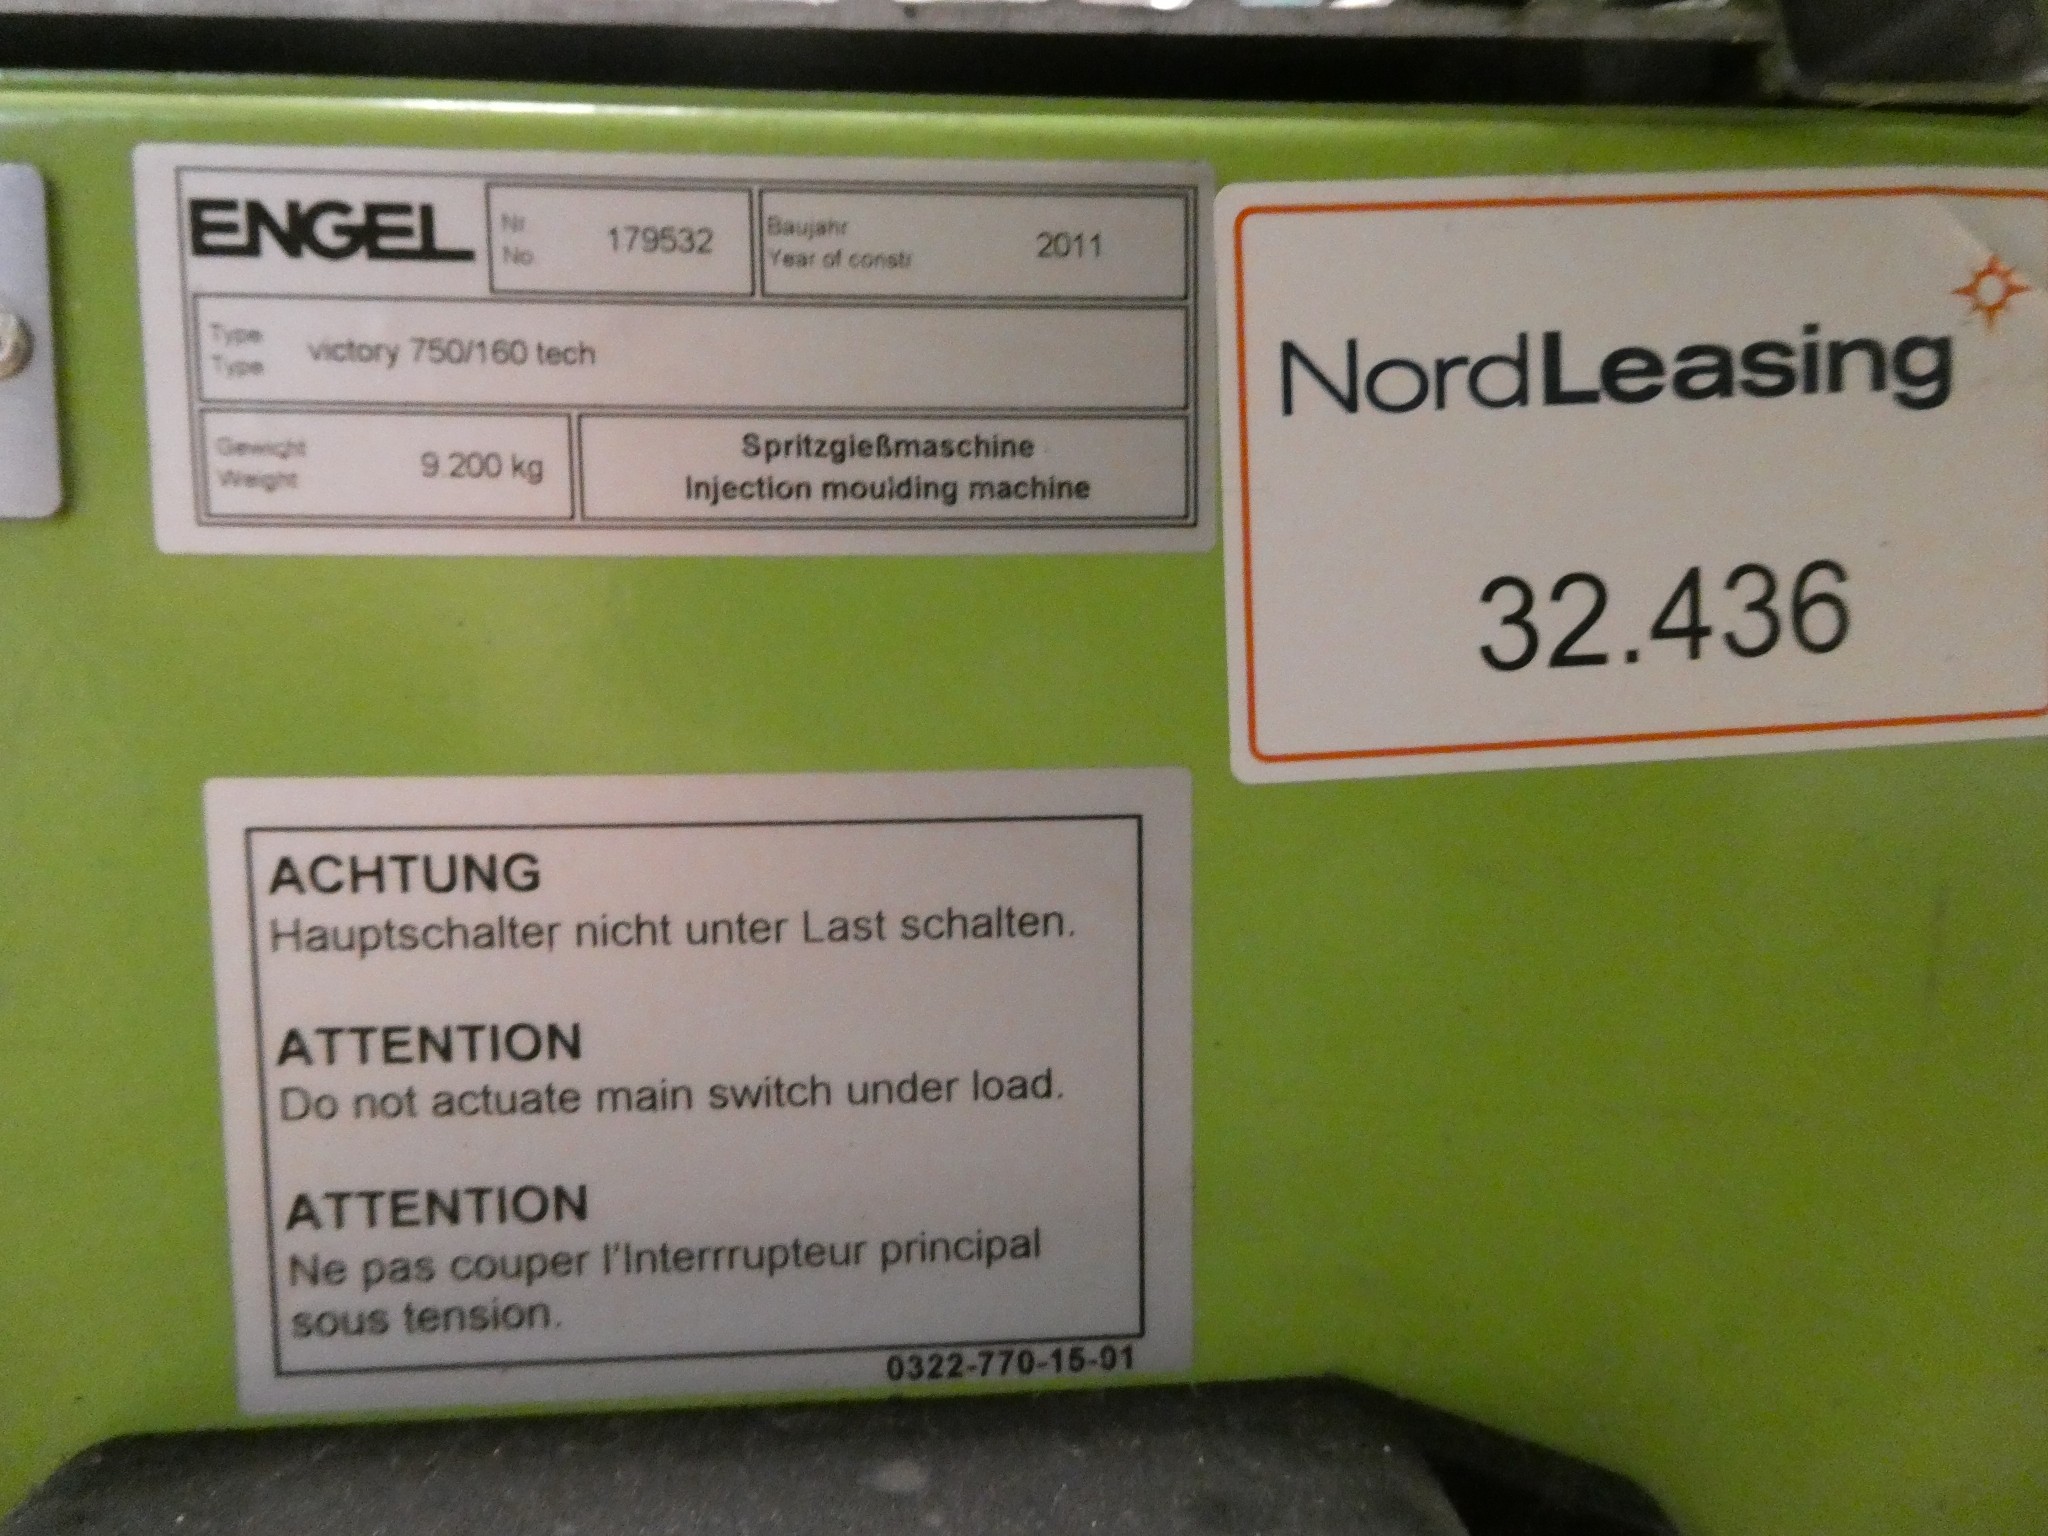 ENGEL
Nr 179532
No.
Baujahr 2011
Year of constr
Type victory 750/160 tech
Type
Gewicht 9.200 kg
Weight
Spritzgießmaschine
Injection moulding machine
NordLeasing
32.436
ACHTUNG
Hauptschalter nicht unter Last schalten.
ATTENTION
Do not actuate main switch under load.
ATTENTION
Ne pas couper l'Interrrupteur principal
sous tension.
0322-770-15-01